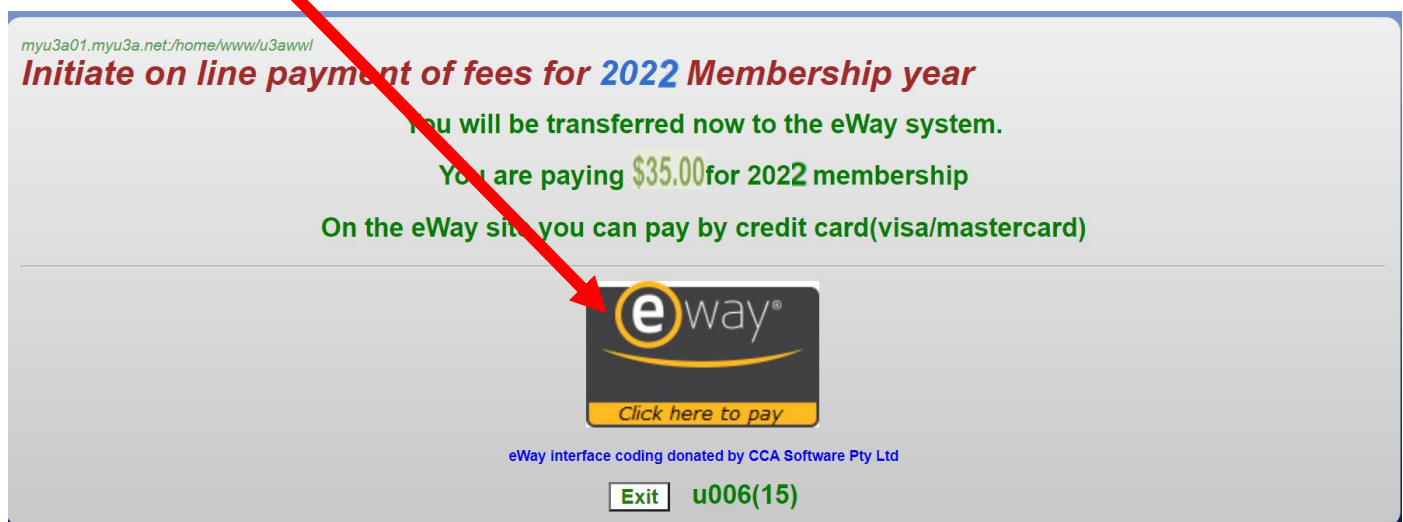 myu3a01.myu3a.net:/home/www/u3awwl
Initiate on line payment of fees for 2022 Membership year
You will be transferred now to the eWay system.
You are paying $35.00for 2022 membership
On the eWay site you can pay by credit card(visa/mastercard)
eway®
Click here to pay
eWay interface coding donated by CCA Software Pty Ltd
Exit u006(15)